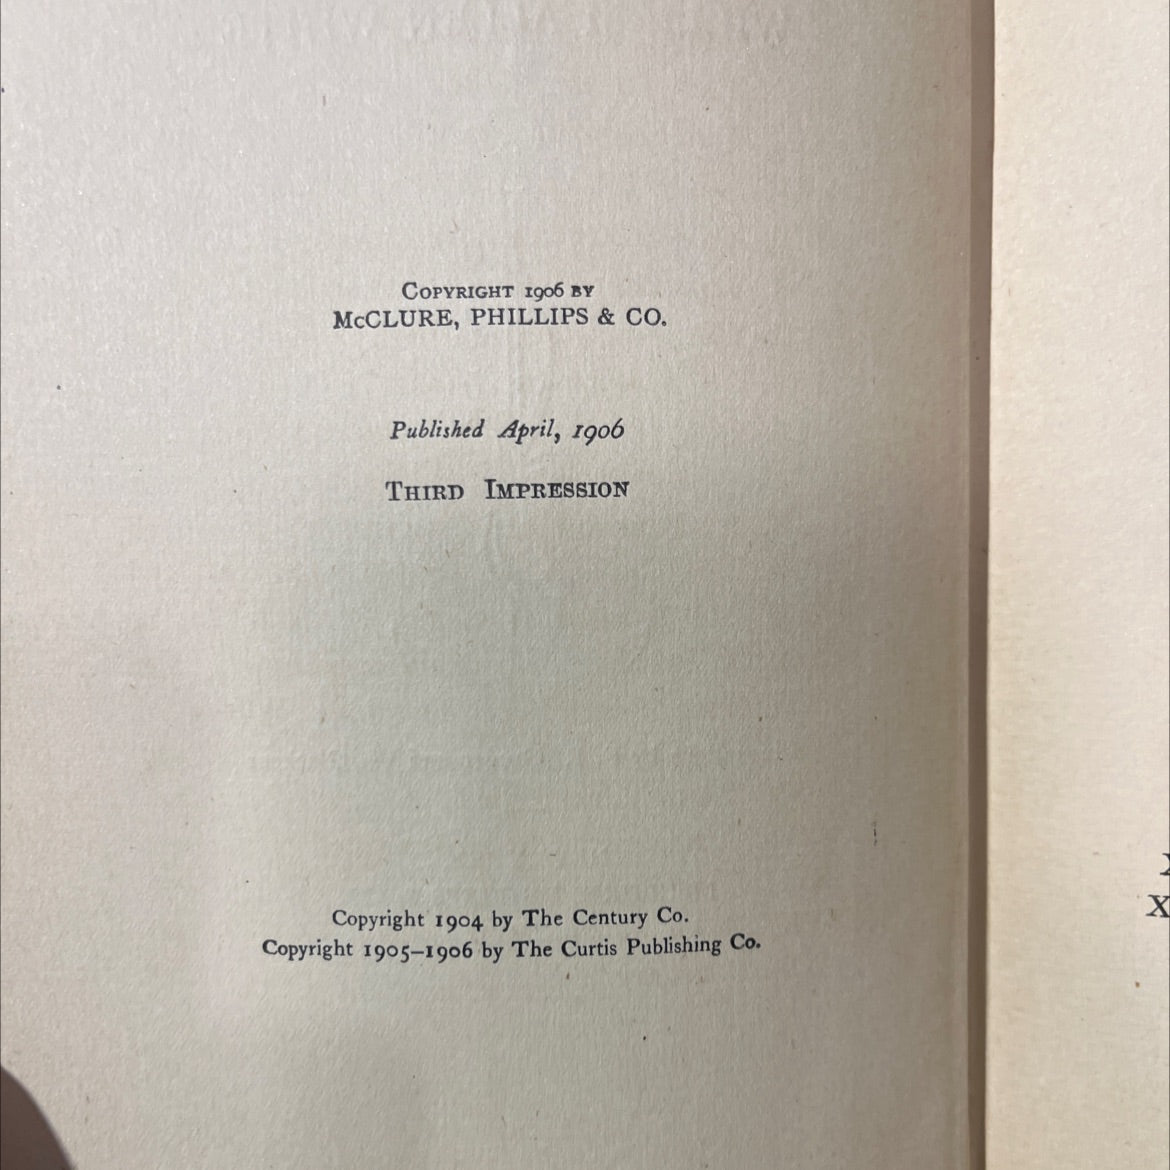 COPYRIGHT 1906 BY
McCLURE, PHILLIPS & CO.
Published April, 1906
THIRD IMPRESSION
Copyright 1904 by The Century Co.
Copyright 1905–1906 by The Curtis Publishing Co.
X